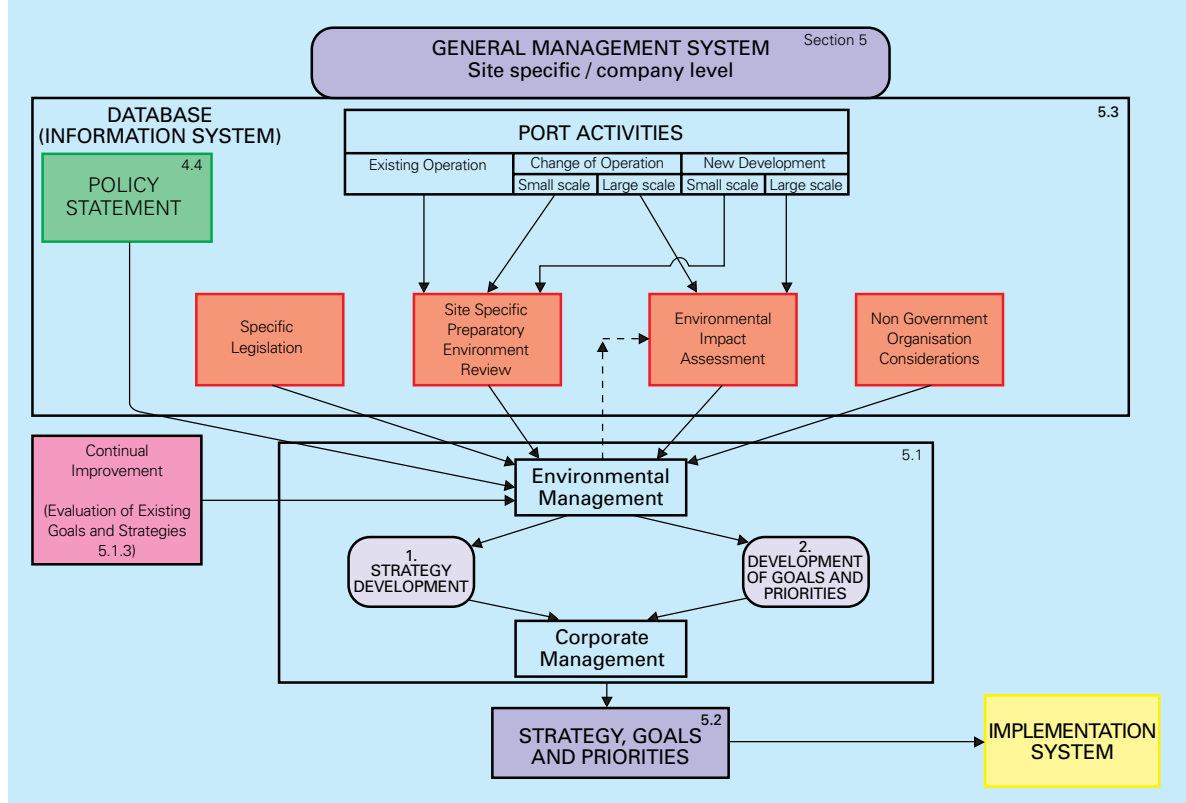 GENERAL MANAGEMENT SYSTEM
Section 5
Site specific / company level
DATABASE
(INFORMATION SYSTEM)
5.3
PORT ACTIVITIES
Existing Operation
Change of Operation
New Development
Small scale
Large scale
Small scale
Large scale
4.4
POLICY
STATEMENT
Specific
Legislation
Site Specific
Preparatory
Environment
Review
Environmental
Impact
Assessment
Non Government
Organisation
Considerations
Continual
Improvement
(Evaluation of Existing
Goals and Strategies
5.1.3)
5.1
Environmental
Management
1.
STRATEGY
DEVELOPMENT
2.
DEVELOPMENT
OF GOALS AND
PRIORITIES
Corporate
Management
5.2
STRATEGY, GOALS
AND PRIORITIES
IMPLEMENTATION
SYSTEM